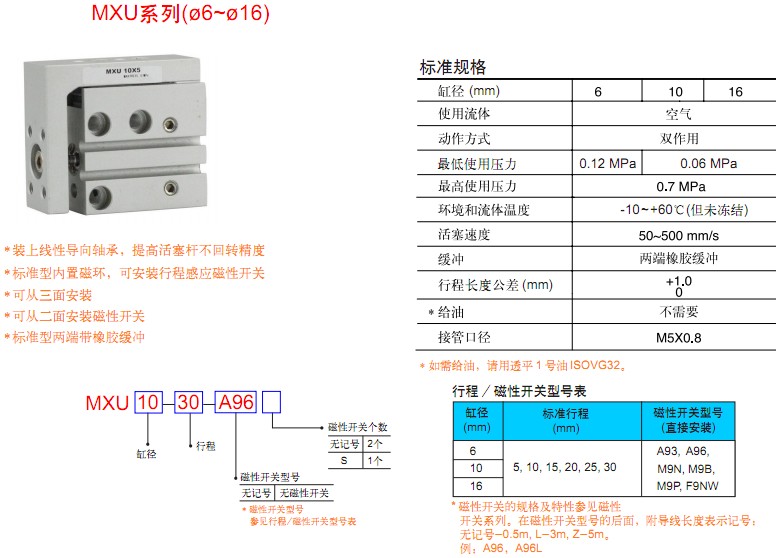 MXU系列(ø6~ø16)
MXU 10X5
*装上线性导向轴承，提高活塞杆不回转精度
*标准型内置磁环，可安装行程感应磁性开关
*可从三面安装
*可从二面安装磁性开关
*标准型两端带橡胶缓冲
标准规格
缸径 (mm) 6 10 16
使用流体 空气
动作方式 双作用
最低使用压力 0.12 MPa 0.06 MPa
最高使用压力 0.7 MPa
环境和流体温度 -10~+60℃(但未冻结)
活塞速度 50~500 mm/s
缓冲 两端橡胶缓冲
行程长度公差 (mm) +1.0
0
*给油 不需要
接管口径 M5X0.8
*如需给油，请用透平1号油ISOVG32。
MXU 10-30-A96
缸径
行程
磁性开关个数
无记号 2个
S 1个
磁性开关型号
无记号 无磁性开关
*磁性开关型号
参见行程/磁性开关型号表
行程／磁性开关型号表
缸径
(mm)
标准行程
(mm)
磁性开关型号
(直接安装)
6
10
16
5, 10, 15, 20, 25, 30
A93, A96,
M9N, M9B,
M9P, F9NW
*磁性开关的规格及特性参见磁性
开关系列。在磁性开关型号的后面，附导线长度表示记号；
无记号–0.5m, L–3m, Z–5m。
例：A96，A96L